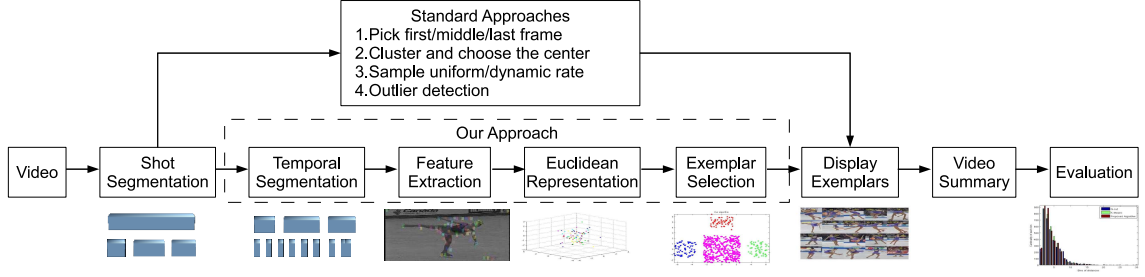 Standard Approaches
1.Pick first/middle/last frame
2.Cluster and choose the center
3.Sample uniform/dynamic rate
4.Outlier detection
Our Approach
Video
Shot
Segmentation
Temporal
Segmentation
Feature
Extraction
Euclidean
Representation
Exemplar
Selection
Display
Exemplars
Video
Summary
Evaluation